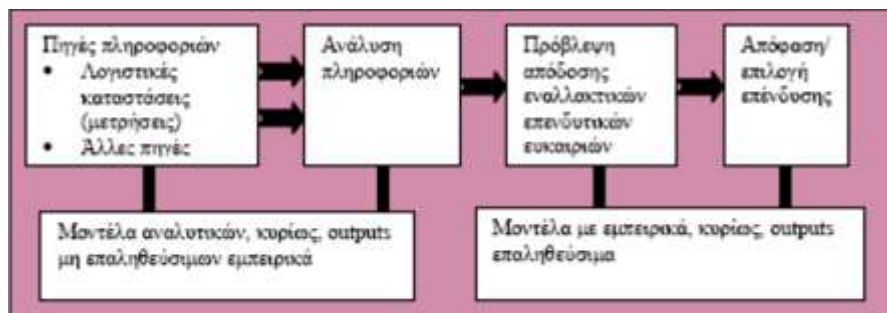 Πηγές πληροφοριών
• Λογιστικές
καταστάσεις
(μετρήσεις)
• Άλλες πηγές
Ανάλυση
πληροφοριών
Πρόβλεψη
απόδοσης
εναλλακτικών
επενδυτικών
ευκαιριών
Απόφαση/
επιλογή
επένδυσης
Μοντέλα αναλυτικών, κυρίως, outputs
μη επαληθεύσιμων εμπειρικά
Μοντέλα με εμπειρικά, κυρίως, outputs
επαληθεύσιμα